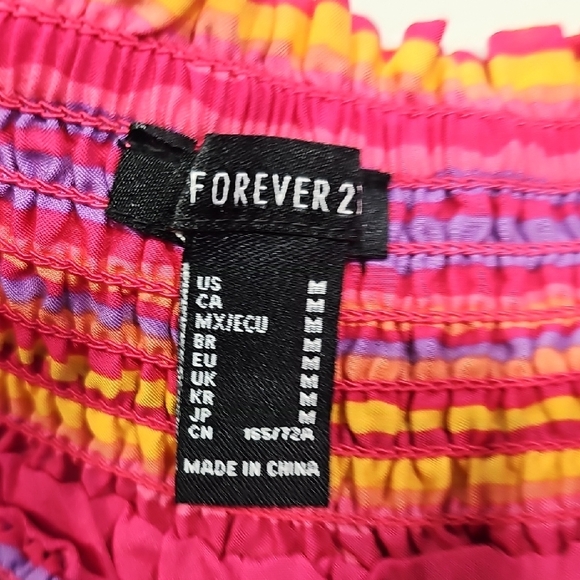 FOREVER 21
US M
CA M
MX/ECU M
BR M
EU M
UK M
KR M
JP M
CN 165/72A
MADE IN CHINA